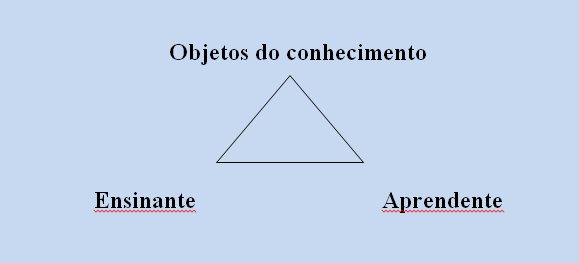 Objetos do conhecimento
Ensinante
Aprendente